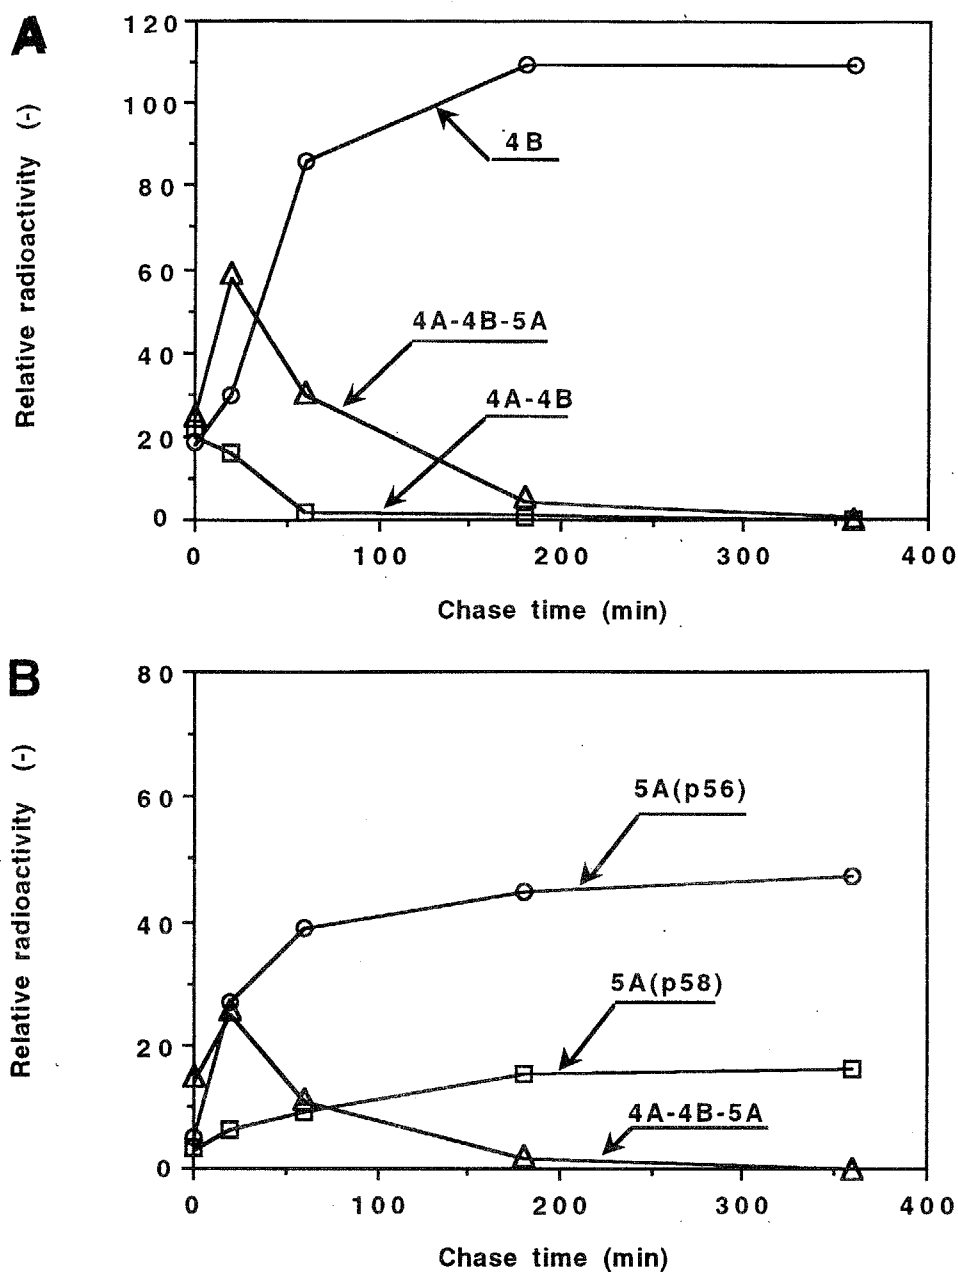 A
120
100
80
60
40
20
0
Relative radioactivity (-)
4B
4A-4B-5A
4A-4B
0 100 200 300 400
Chase time (min)
B
80
60
40
20
0
Relative radioactivity (-)
5A(p56)
5A(p58)
4A-4B-5A
0 100 200 300 400
Chase time (min)